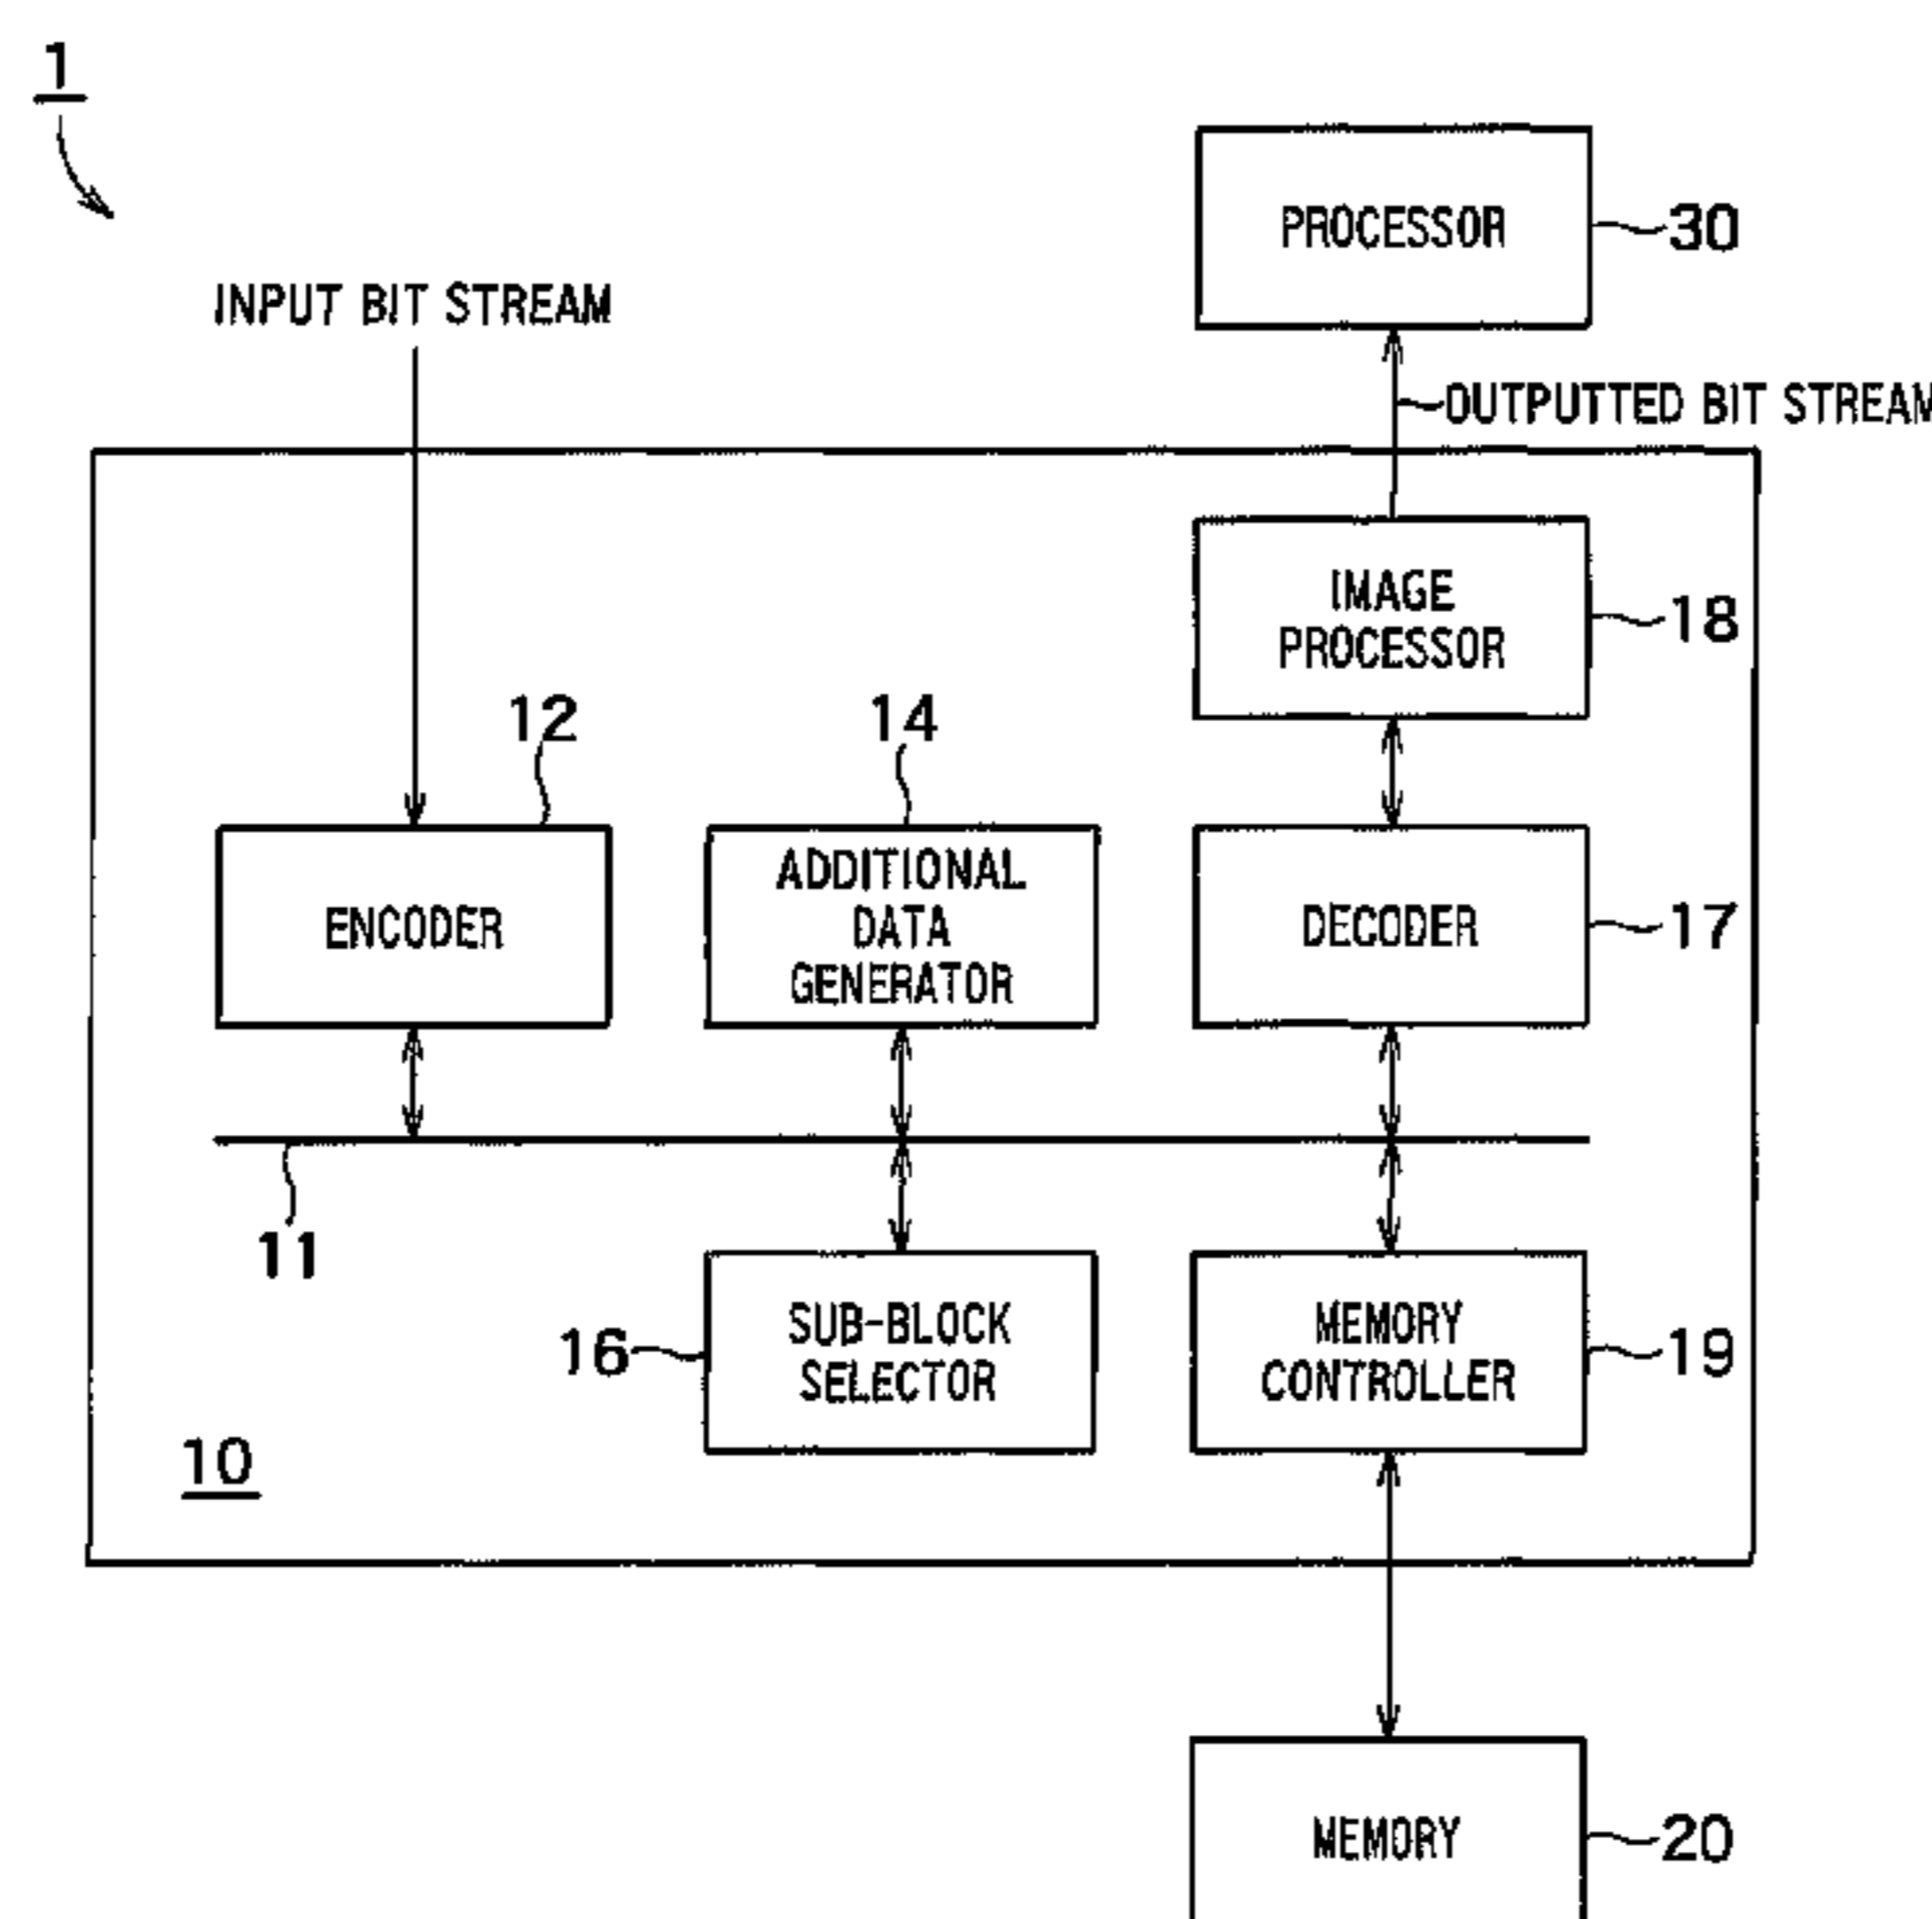 1
PROCESSOR
30
INPUT BIT STREAM
OUTPUTTED BIT STREAM
IMAGE
PROCESSOR
18
12
14
ENCODER
ADDITIONAL
DATA
GENERATOR
DECODER
17
11
16
SUB-BLOCK
SELECTOR
MEMORY
CONTROLLER
19
10
MEMORY
20